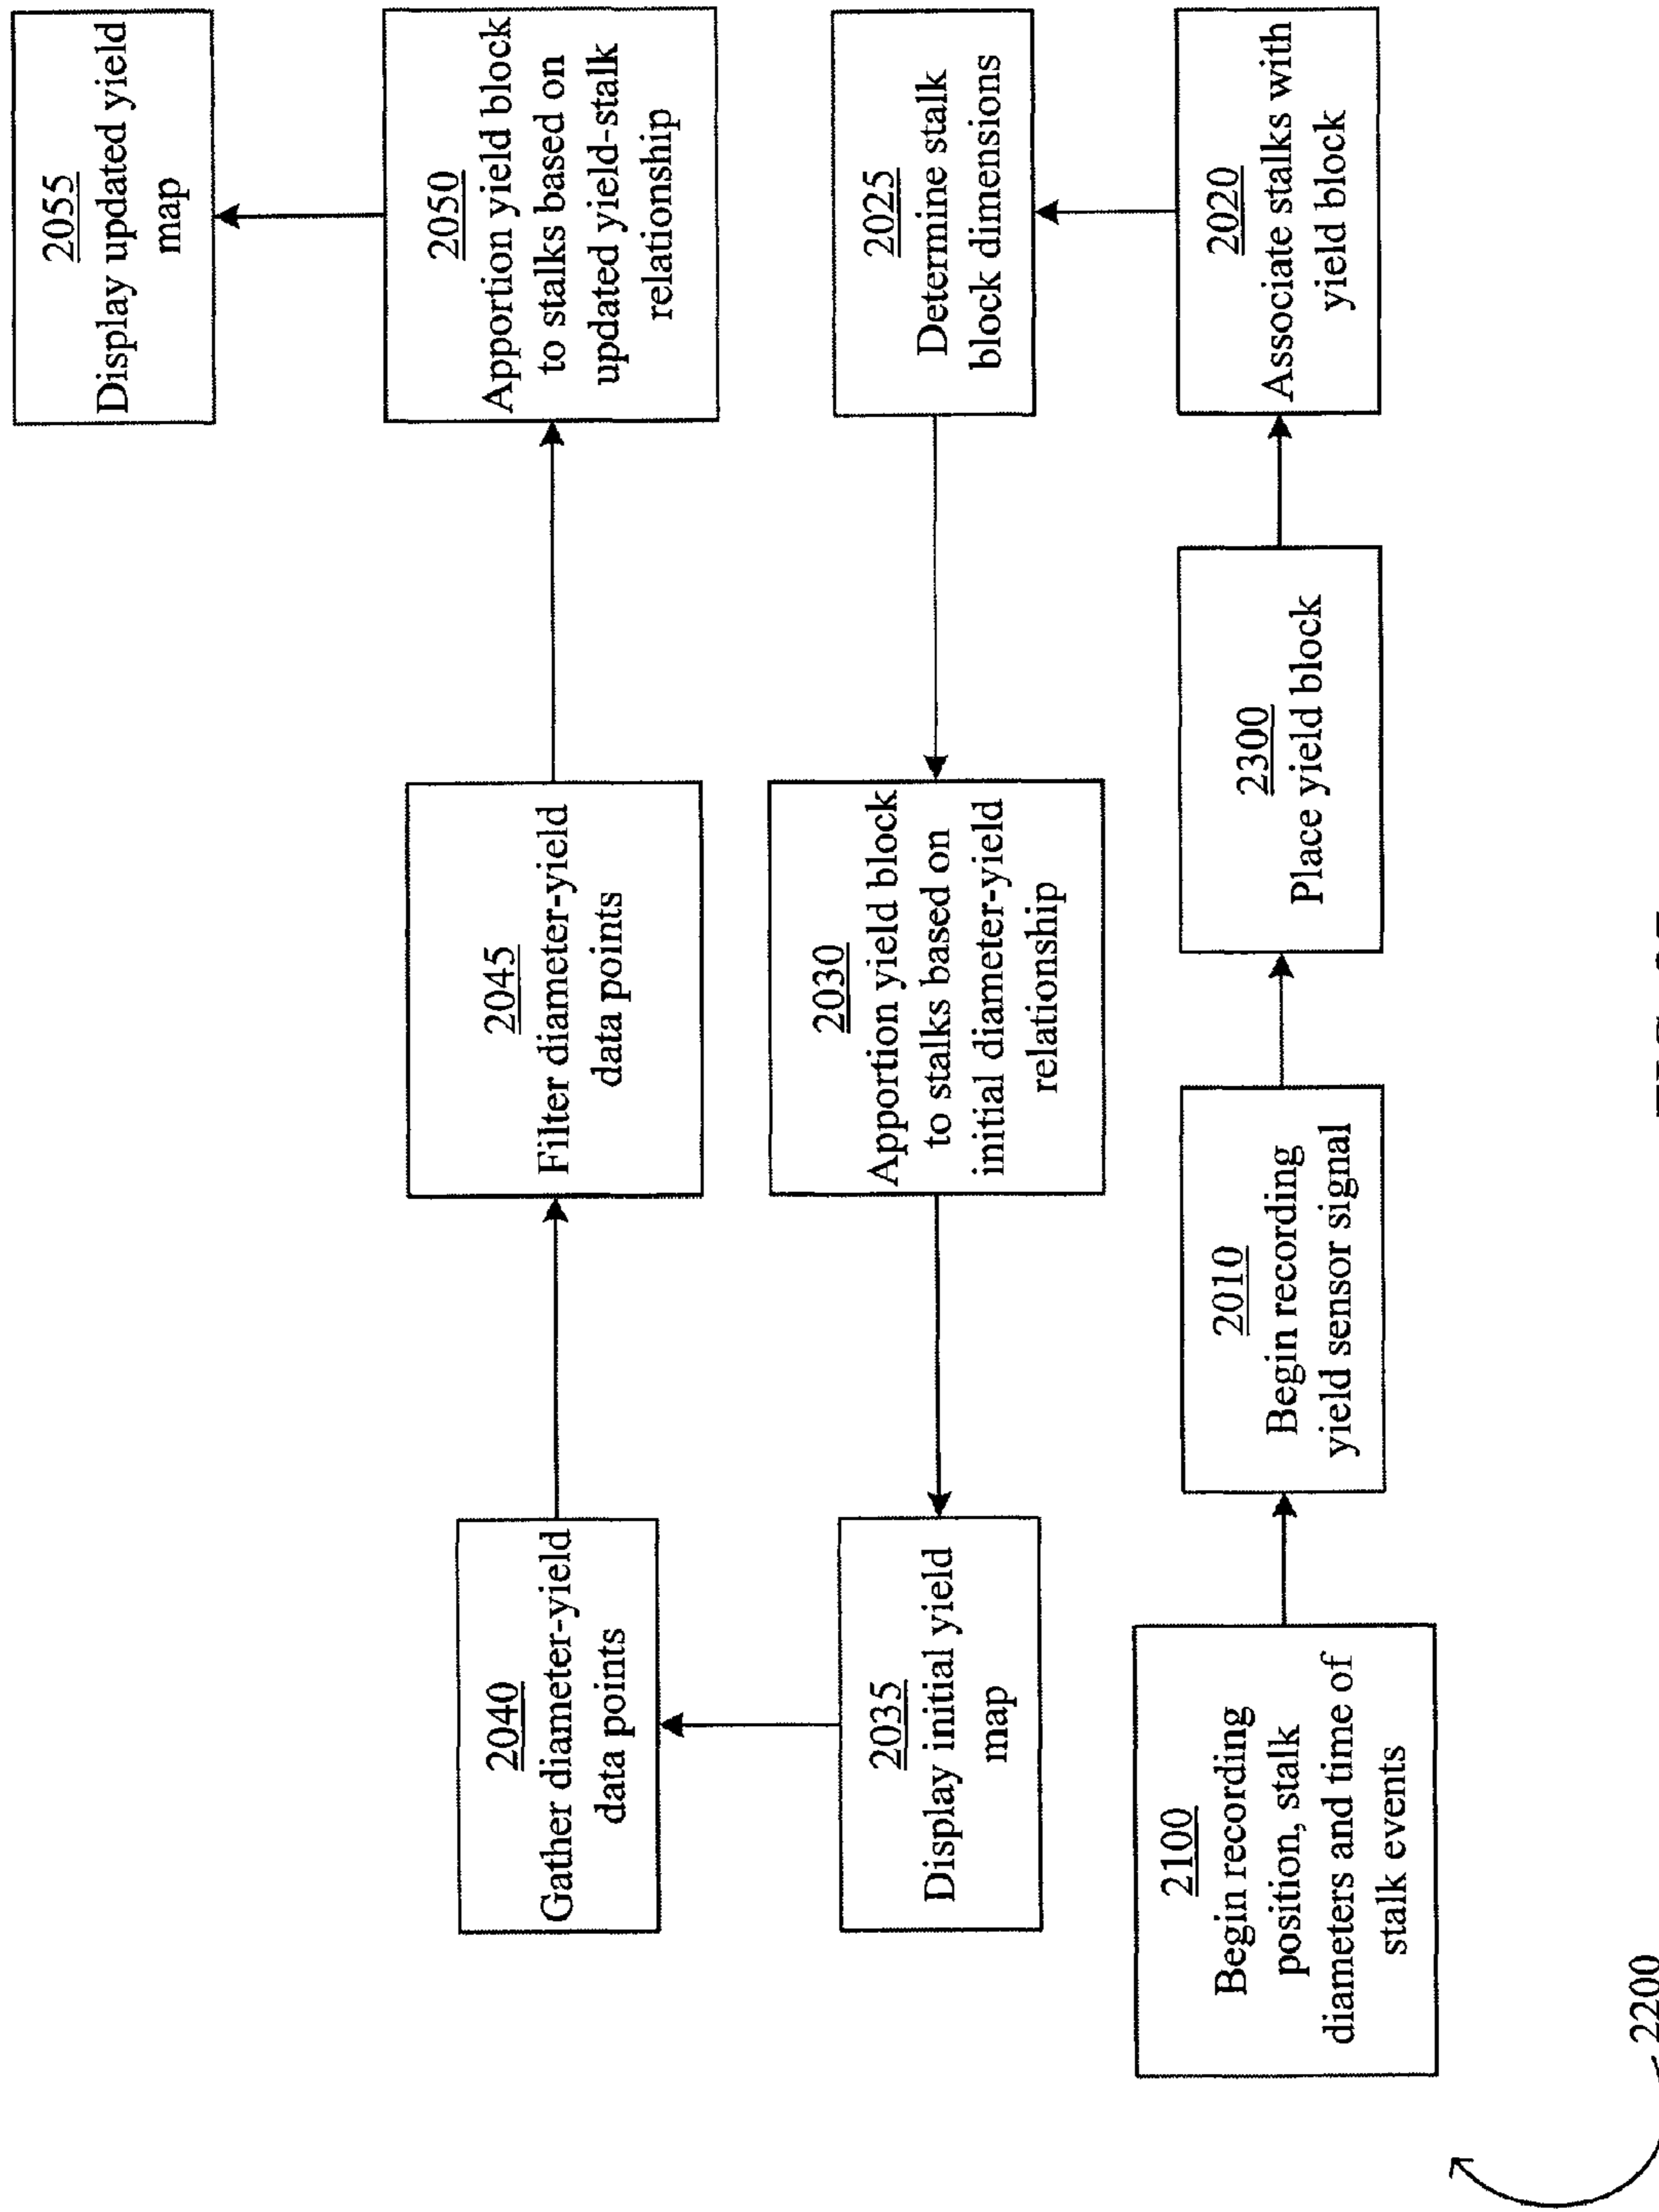 2055
Display updated yield
map
2040
Gather diameter-yield
data points
2045
Filter diameter-yield
data points
2050
Apportion yield block
to stalks based on
updated yield-stalk
relationship
2035
Display initial yield
map
2030
Apportion yield block
to stalks based on
initial diameter-yield
relationship
2025
Determine stalk
block dimensions
2100
Begin recording
position, stalk
diameters and time of
stalk events
2010
Begin recording
yield sensor signal
2300
Place yield block
2020
Associate stalks with
yield block
2200